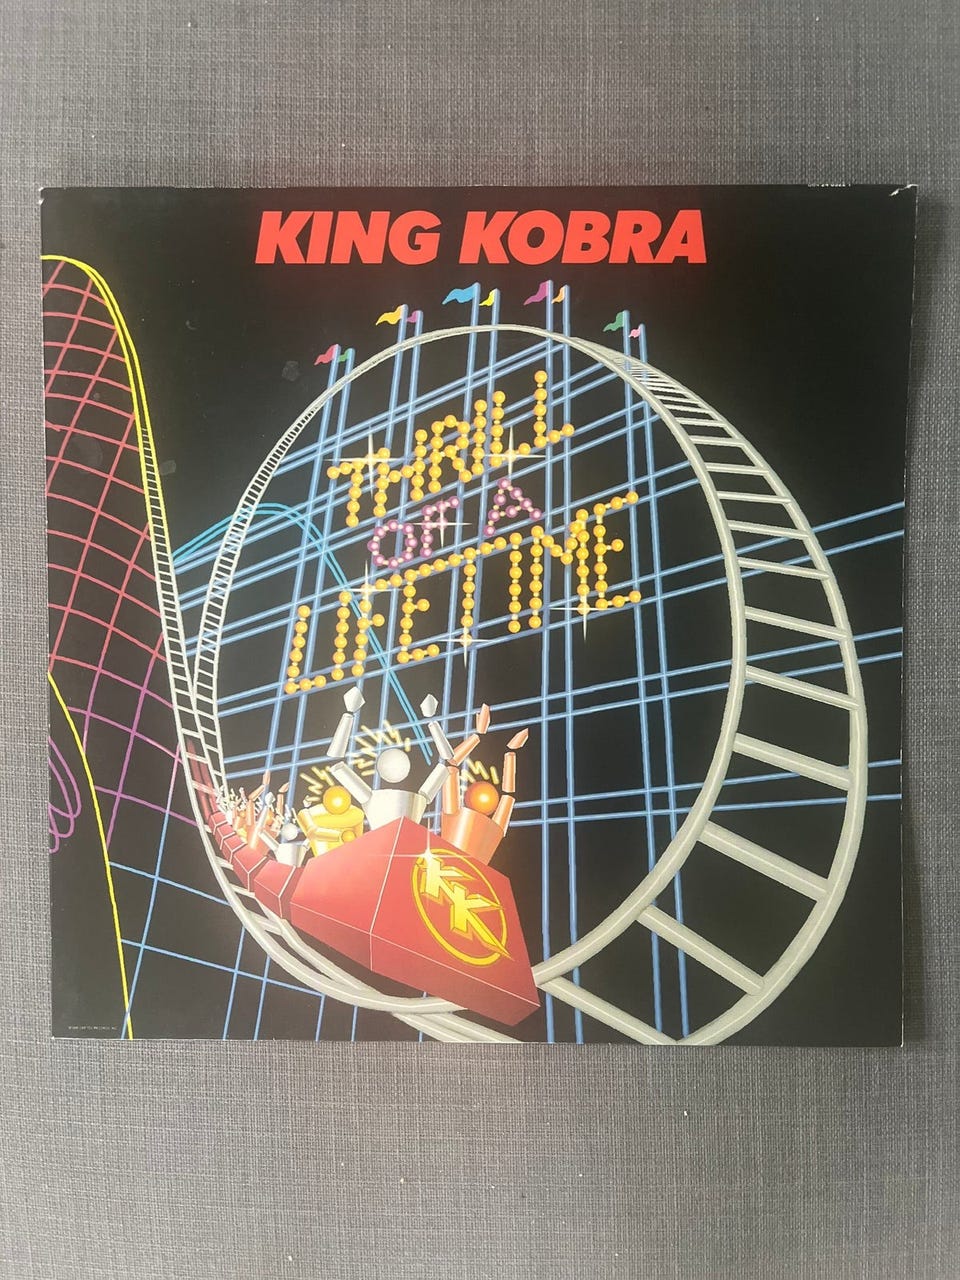 KING KOBRA
THRILL
OF A
LIFETIME
KK